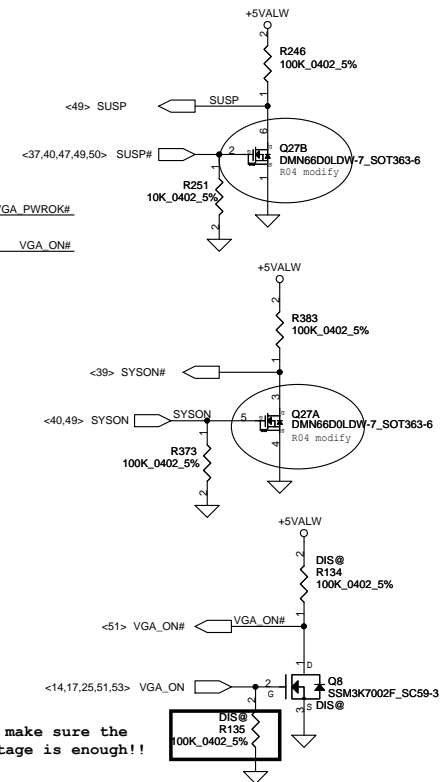 +5VALW
2
R246
100K_0402_5%
1
<49> SUSP
SUSP
6
Q27B
DMN66D0LDW-7_SOT363-6
R04 modify
<37,40,47,49,50> SUSP#
2
1
1
R251
10K_0402_5%
2
VGA_PWROK#
VGA_ON#
+5VALW
2
R383
100K_0402_5%
1
<39> SYSON#
3
Q27A
DMN66D0LDW-7_SOT363-6
R04 modify
<40,49> SYSON
SYSON
5
4
1
R373
100K_0402_5%
2
+5VALW
2
DIS@
R134
100K_0402_5%
1
<51> VGA_ON#
VGA_ON#
1
D
Q8
SSM3K7002F_SC59-3
DIS@
<14,17,25,51,53> VGA_ON
2
G
3
S
1
DIS@
R135
100K_0402_5%
2
make sure the
tage is enough!!